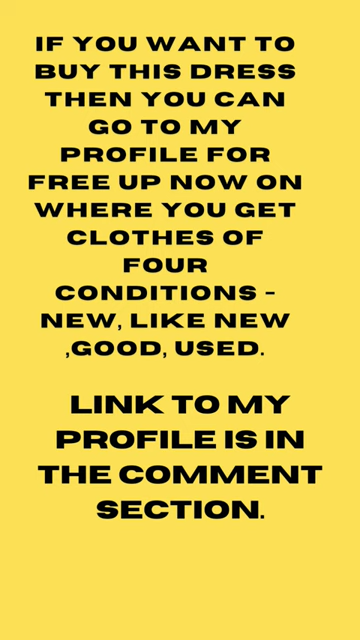 IF YOU WANT TO
BUY THIS DRESS
THEN YOU CAN
GO TO MY
PROFILE FOR
FREE UP NOW ON
WHERE YOU GET
CLOTHES OF
FOUR
CONDITIONS -
NEW, LIKE NEW
,GOOD, USED.
LINK TO MY
PROFILE IS IN
THE COMMENT
SECTION.